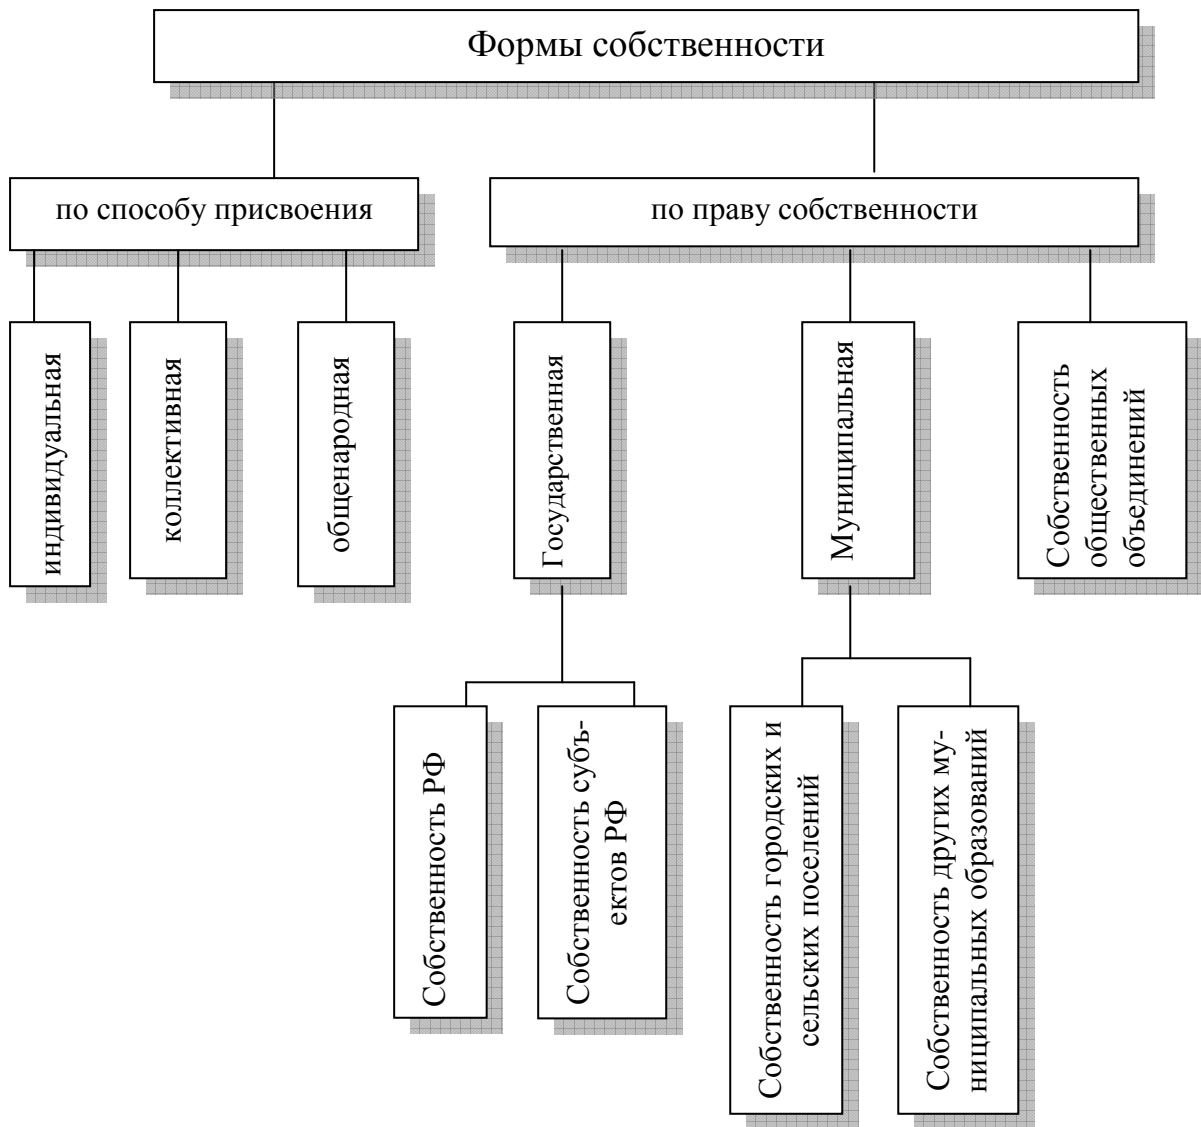 Формы собственности
по способу присвоения
по праву собственности
индивидуальная
коллективная
общенародная
Государственная
Муниципальная
Собственность
общественных
объединений
Собственность РФ
Собственность субъ-
ектов РФ
Собственность городских и
сельских поселений
Собственность других му-
ниципальных образований